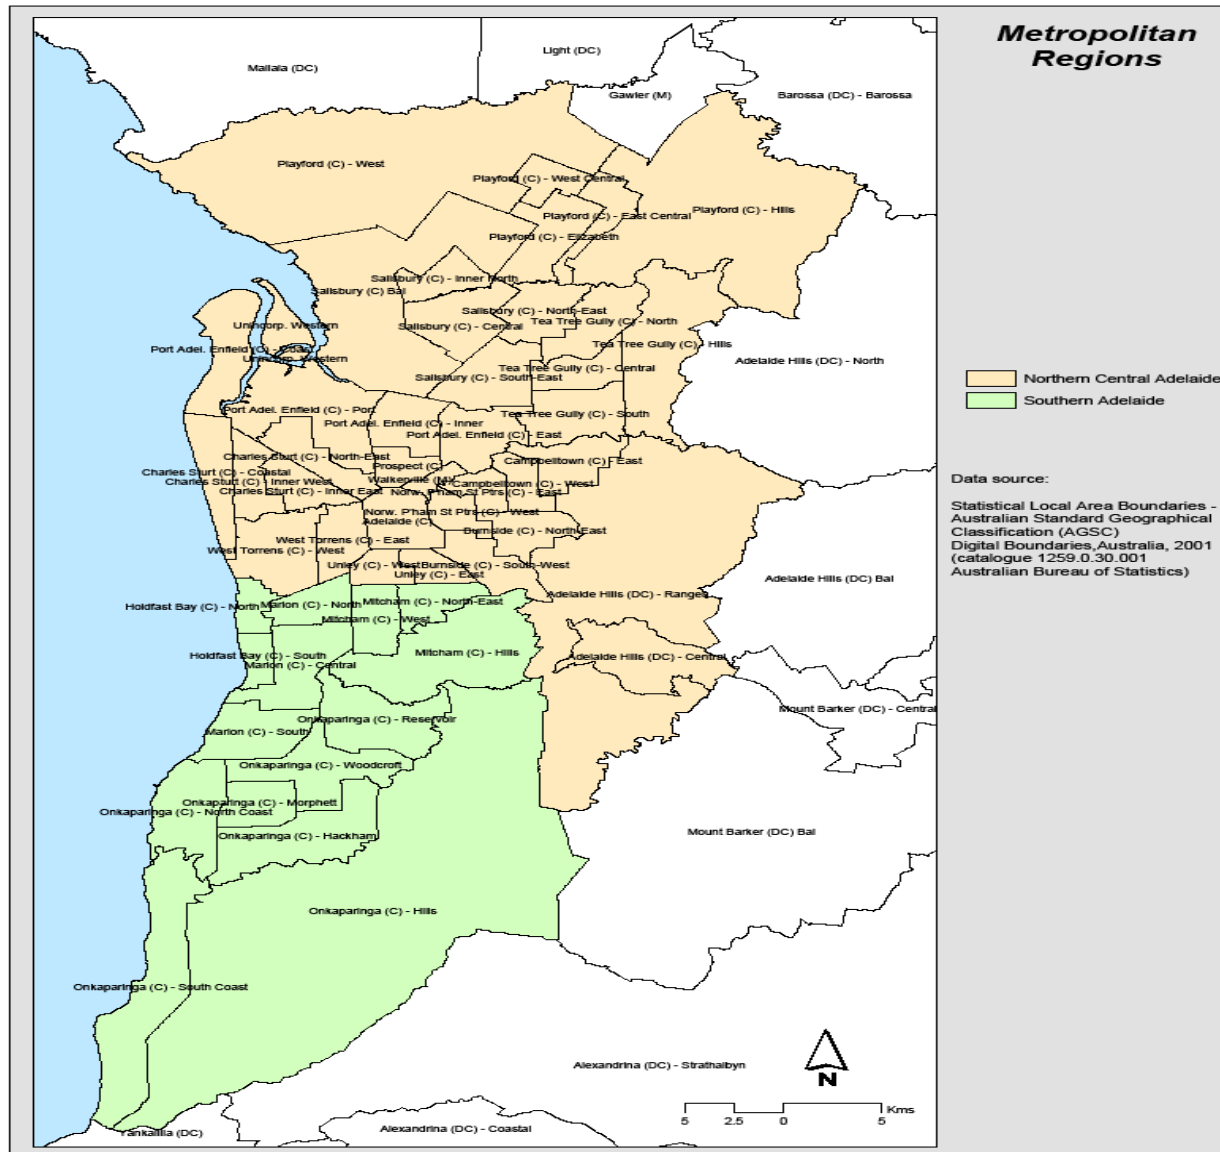 Metropolitan
Regions
Light (DC)
Mallala (DC)
Gawler (M)
Barossa (DC) - Barossa
Playford (C) - West
Playford (C) - West Central
Playford (C) - Hills
Playford (C) - East Central
Playford (C) - Elizabeth
Salisbury (C) - Inner North
Salisbury (C) Bal
Salisbury (C) - North-East
Tea Tree Gully (C) - North
Unincorp. Western
Salisbury (C) - Central
Tea Tree Gully (C) - Hills
Port Adel. Enfield (C) - Coast
Unincorp. Western
Adelaide Hills (DC) - North
Tea Tree Gully (C) - Central
Salisbury (C) - South-East
Northern Central Adelaide
Southern Adelaide
Port Adel. Enfield (C) - Port
Tea Tree Gully (C) - South
Port Adel. Enfield (C) - Inner
Port Adel. Enfield (C) - East
Charles Sturt (C) - North-East
Campbelltown (C) - East
Prospect (C)
Charles Sturt (C) - Coastal
Walkerville (M)
Charles Sturt (C) - Inner West
Campbelltown (C) - West
Charles Sturt (C) - Inner East
Norw. P'ham St Ptrs (C) - East
Norw. P'ham St Ptrs (C) - West
Adelaide (C)
Burnside (C) - North-East
West Torrens (C) - East
West Torrens (C) - West
Unley (C) - West
Burnside (C) - South-West
Unley (C) - East
Data source:
Statistical Local Area Boundaries -
Australian Standard Geographical
Classification (AGSC)
Digital Boundaries,Australia, 2001
(catalogue 1259.0.30.001
Australian Bureau of Statistics)
Adelaide Hills (DC) Bal
Adelaide Hills (DC) - Ranges
Holdfast Bay (C) - North
Marion (C) - North
Mitcham (C) - North-East
Mitcham (C) - West
Mitcham (C) - Hills
Holdfast Bay (C) - South
Marion (C) - Central
Adelaide Hills (DC) - Central
Mount Barker (DC) - Central
Onkaparinga (C) - Reservoir
Marion (C) - South
Onkaparinga (C) - Woodcroft
Onkaparinga (C) - Morphett
Onkaparinga (C) - North Coast
Onkaparinga (C) - Hackham
Mount Barker (DC) Bal
Onkaparinga (C) - Hills
Onkaparinga (C) - South Coast
Alexandrina (DC) - Strathalbyn
N
5 2.5 0 5 Kms
Yankalilla (DC)
Alexandrina (DC) - Coastal